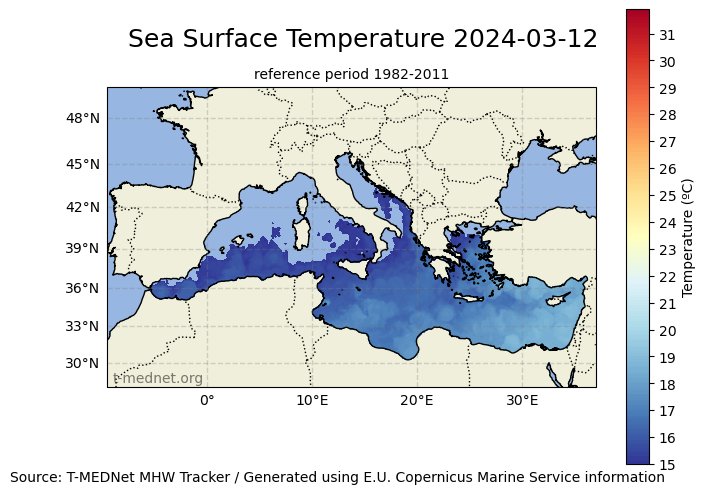 Sea Surface Temperature 2024-03-12
reference period 1982-2011
48°N
45°N
42°N
39°N
36°N
33°N
30°N
t-mednet.org
0°
10°E
20°E
30°E
31
30
29
28
27
26
25
24
23
22
21
20
19
18
17
16
15
Temperature (ºC)
Source: T-MEDNet MHW Tracker / Generated using E.U. Copernicus Marine Service information